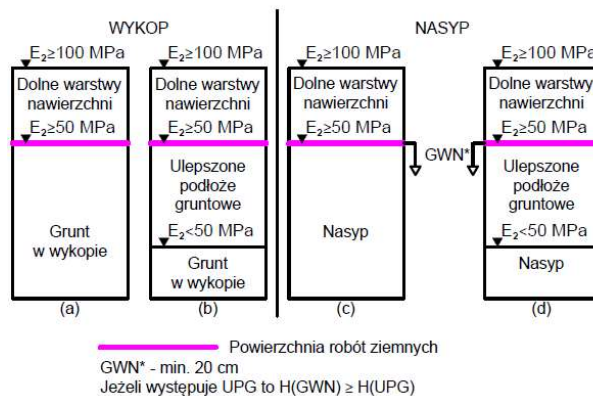 WYKOP
NASYP
E₂≥100 MPa
E₂≥100 MPa
E₂≥100 MPa
E₂≥100 MPa
Dolne warstwy
nawierzchni
Dolne warstwy
nawierzchni
Dolne warstwy
nawierzchni
Dolne warstwy
nawierzchni
E₂≥50 MPa
E₂≥50 MPa
E₂≥50 MPa
E₂≥50 MPa
GWN*
Grunt
w wykopie
Ulepszone
podłoże
gruntowe
E₂<50 MPa
Grunt
w wykopie
Nasyp
Ulepszone
podłoże
gruntowe
E₂<50 MPa
Nasyp
(a)
(b)
(c)
(d)
Powierzchnia robót ziemnych
GWN* - min. 20 cm
Jeżeli występuje UPG to H(GWN) ≥ H(UPG)